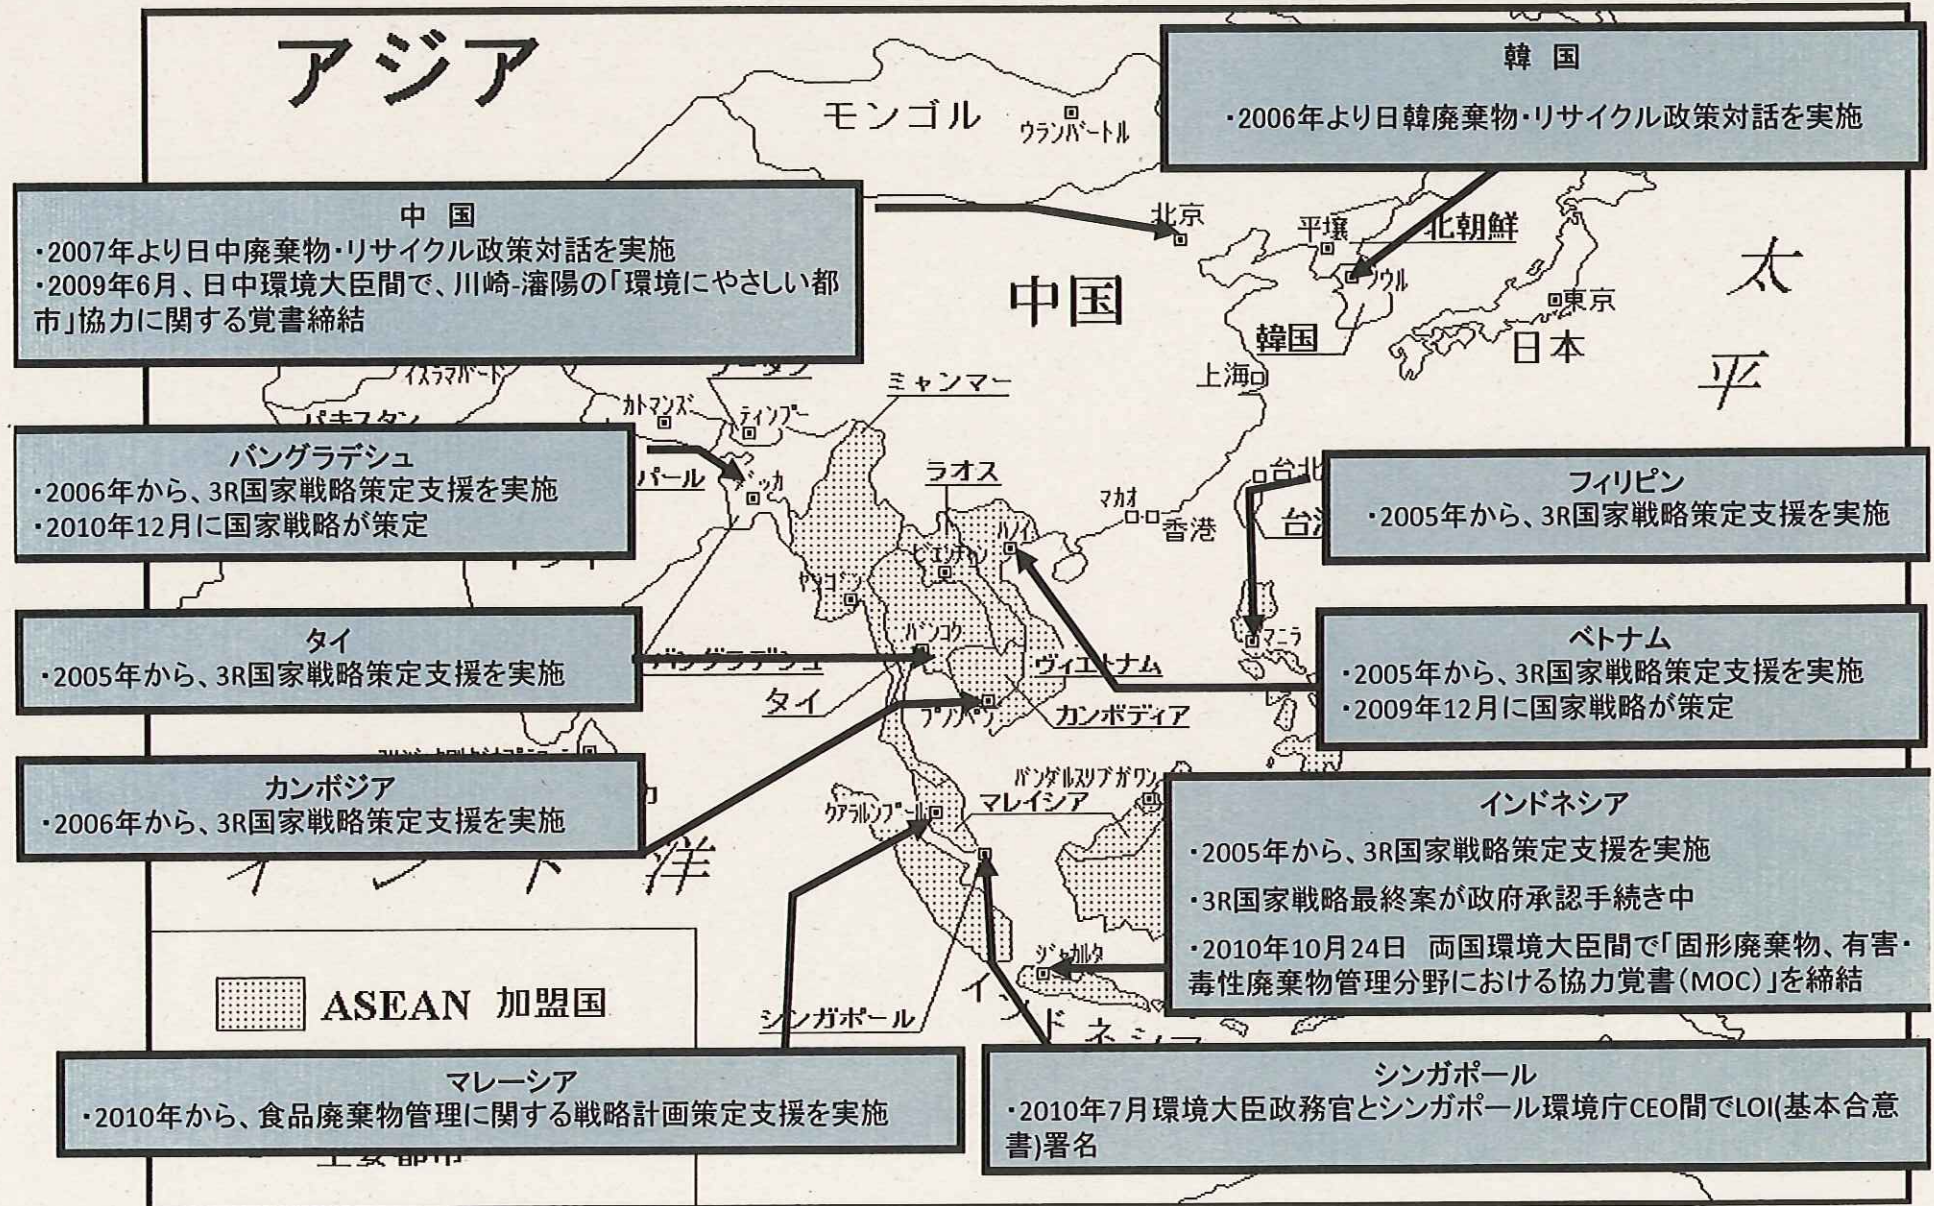 アジア
モンゴル
ウランバートル
韓国
・2006年より日韓廃棄物・リサイクル政策対話を実施
中国
・2007年より日中廃棄物・リサイクル政策対話を実施
・2009年6月、日中環境大臣間で、川崎-瀋陽の「環境にやさしい都
市」協力に関する覚書締結
北京
平壌
北朝鮮
ソウル
韓国
中国
東京
日本
太
平
上海
イスラマバード
パキスタン
カトマンズ
ティンプー
ミャンマー
バングラデシュ
・2006年から、3R国家戦略策定支援を実施
・2010年12月に国家戦略が策定
パール
ダッカ
ラオス
マカオ
香港
台北
フィリピン
・2005年から、3R国家戦略策定支援を実施
ハノイ
ビエンチャン
ヤンゴン
タイ
・2005年から、3R国家戦略策定支援を実施
バングラデシュ
バンコク
ヴィエトナム
タイ
プノンペン
カンボディア
マニラ
ベトナム
・2005年から、3R国家戦略策定支援を実施
・2009年12月に国家戦略が策定
カンボジア
・2006年から、3R国家戦略策定支援を実施
クアラルンプール
マレイシア
バンダルスリブガワン
インドネシア
・2005年から、3R国家戦略策定支援を実施
・3R国家戦略最終案が政府承認手続き中
・2010年10月24日 両国環境大臣間で「固形廃棄物、有害・
毒性廃棄物管理分野における協力覚書(MOC)」を締結
インド洋
ジャカルタ
シンガポール
インドネシア
ASEAN 加盟国
マレーシア
・2010年から、食品廃棄物管理に関する戦略計画策定支援を実施
シンガポール
・2010年7月環境大臣政務官とシンガポール環境庁CEO間でLOI(基本合意
書)署名